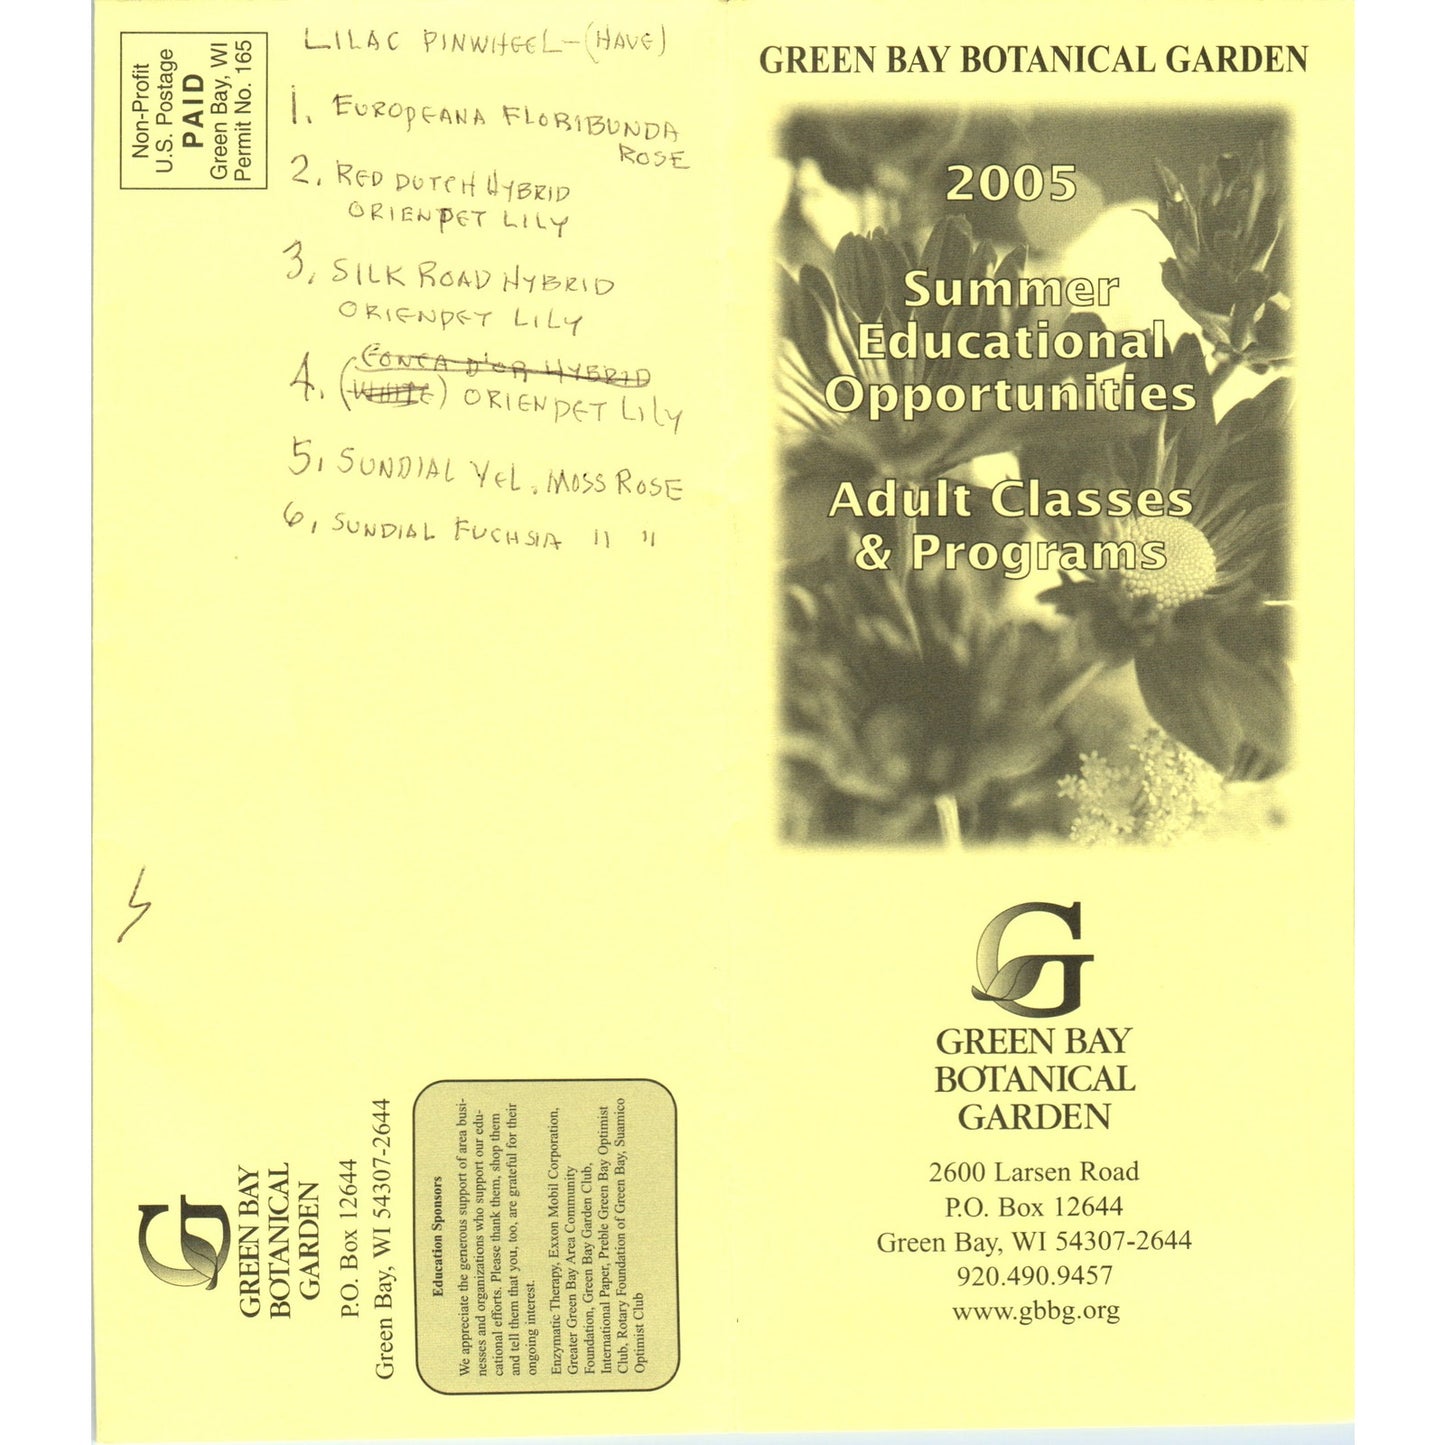 Non-Profit
U.S. Postage
PAID
Green Bay, WI
Permit No. 165
LILAC PINWHEEL-(HAVE)
1. EUROPEANA FLORIBUNDA
ROSE
2. RED DUTCH HYBRID
ORIENPET LILY
3. SILK ROAD HYBRID
ORIENPET LILY
4. CONCA D'OR HYBRID
(WHITE) ORIENPET LILY
5. SUNDIAL YEL. MOSS ROSE
6. SUNDIAL FUCHSIA " "
G
GREEN BAY
BOTANICAL
GARDEN
P.O. Box 12644
Green Bay, WI 54307-2644
Education Sponsors
We appreciate the generous support of area busi-
nesses and organizations who support our edu-
cational efforts. Please thank them, shop them
and tell them that you, too, are grateful for their
ongoing interest.
Enzymatic Therapy, Exxon Mobil Corporation,
Greater Green Bay Area Community
Foundation, Green Bay Garden Club,
International Paper, Preble Green Bay Optimist
Club, Rotary Foundation of Green Bay, Suamico
Optimist Club
GREEN BAY BOTANICAL GARDEN
2005
Summer
Educational
Opportunities
Adult Classes
& Programs
G
GREEN BAY
BOTANICAL
GARDEN
2600 Larsen Road
P.O. Box 12644
Green Bay, WI 54307-2644
920.490.9457
www.gbbg.org